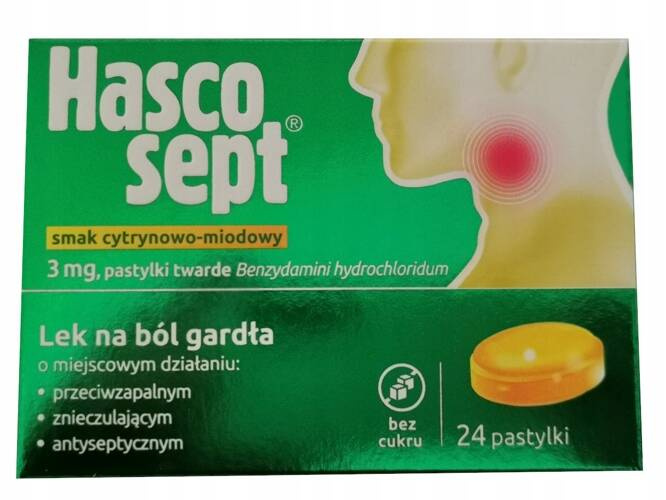 Hasco
sept®
smak cytrynowo-miodowy
3 mg, pastylki twarde Benzydamini hydrochloridum
Lek na ból gardła
o miejscowym działaniu:
• przeciwzapalnym
• znieczulającym
• antyseptycznym
bez
cukru
24 pastylki